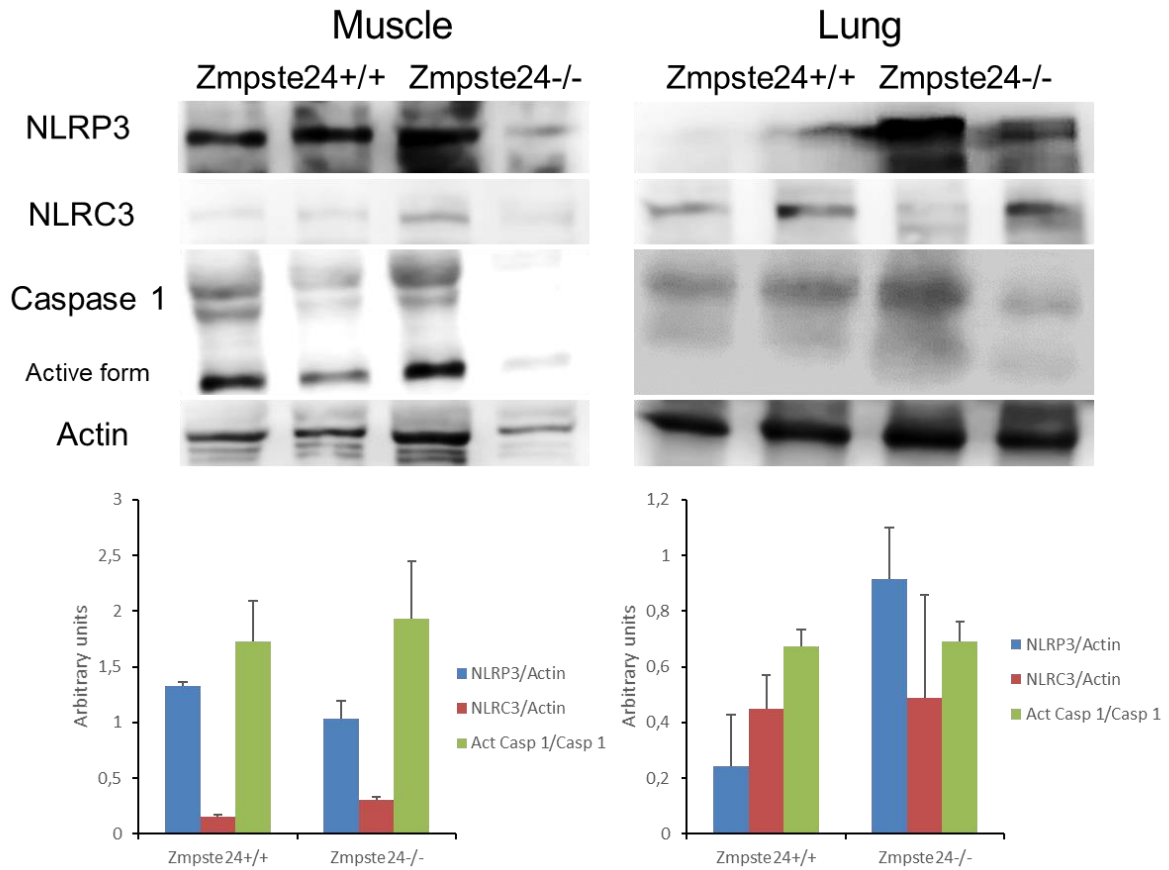 Muscle
Lung
Zmpste24+/+ Zmpste24-/-
Zmpste24+/+ Zmpste24-/-
NLRP3
NLRC3
Caspase 1
Active form
Actin
3
2,5
2
1,5
1
0,5
0
Arbitrary units
Zmpste24+/+
Zmpste24-/-
NLRP3/Actin
NLRC3/Actin
Act Casp 1/Casp 1
1,2
1
0,8
0,6
0,4
0,2
0
Arbitrary units
Zmpste24+/+
Zmpste24-/-
NLRP3/Actin
NLRC3/Actin
Act Casp 1/Casp 1